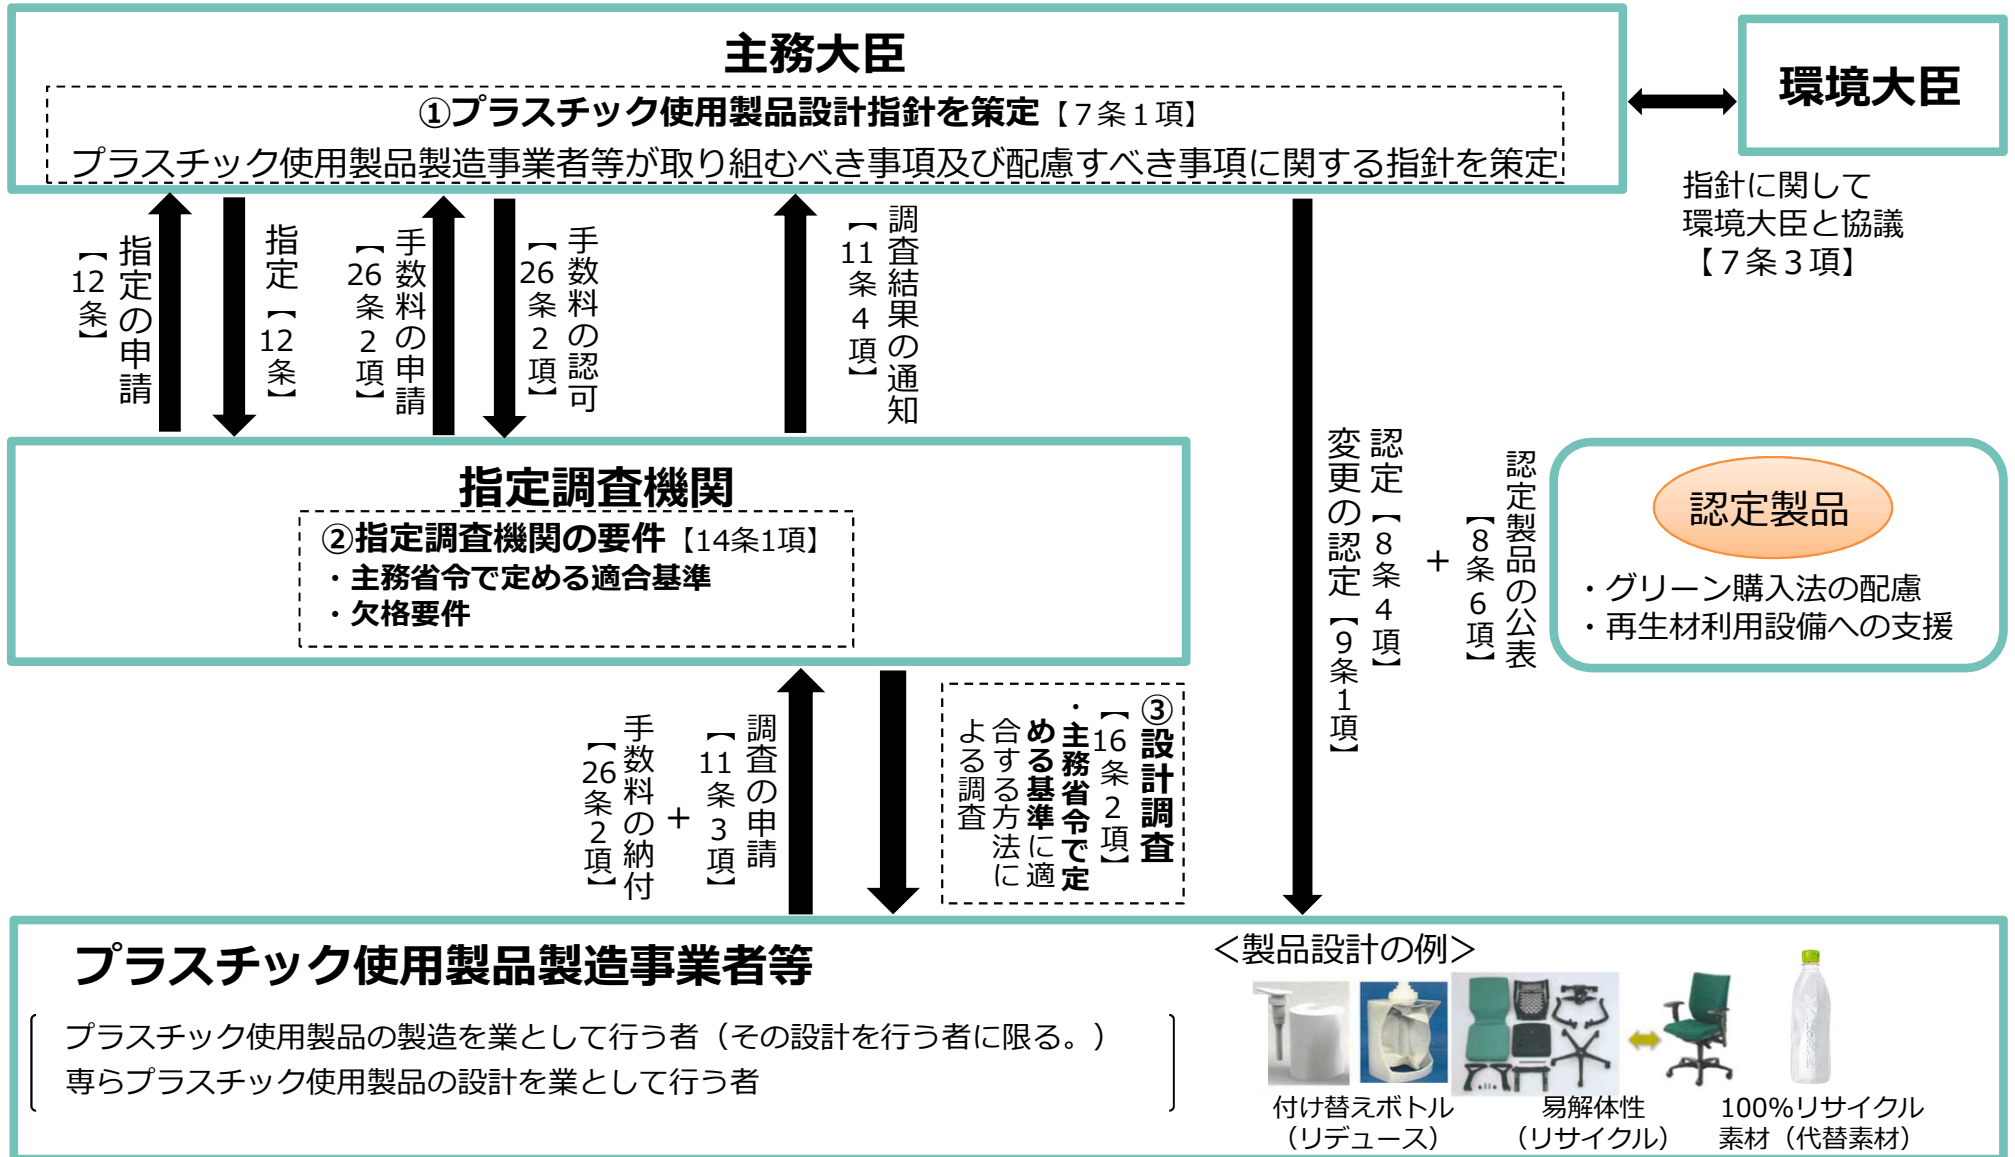 主務大臣
①プラスチック使用製品設計指針を策定【７条１項】
プラスチック使用製品製造事業者等が取り組むべき事項及び配慮すべき事項に関する指針を策定
環境大臣
指針に関して
環境大臣と協議
【７条３項】
指定の申請
【12条】
指定【12条】
手数料の申請
【26条２項】
手数料の認可
【26条２項】
調査結果の通知
【11条４項】
認定【８条４項】
変更の認定【９条１項】
＋
認定製品の公表
【８条６項】
認定製品
・グリーン購入法の配慮
・再生材利用設備への支援
指定調査機関
②指定調査機関の要件【14条1項】
・主務省令で定める適合基準
・欠格要件
調査の申請
【11条３項】
＋
手数料の納付
【26条２項】
③設計調査
【16条２項】
・主務省令で定
める基準に適
合する方法に
よる調査
プラスチック使用製品製造事業者等
プラスチック使用製品の製造を業として行う者（その設計を行う者に限る。）
専らプラスチック使用製品の設計を業として行う者
＜製品設計の例＞
付け替えボトル
（リデュース）
易解体性
（リサイクル）
100%リサイクル
素材（代替素材）